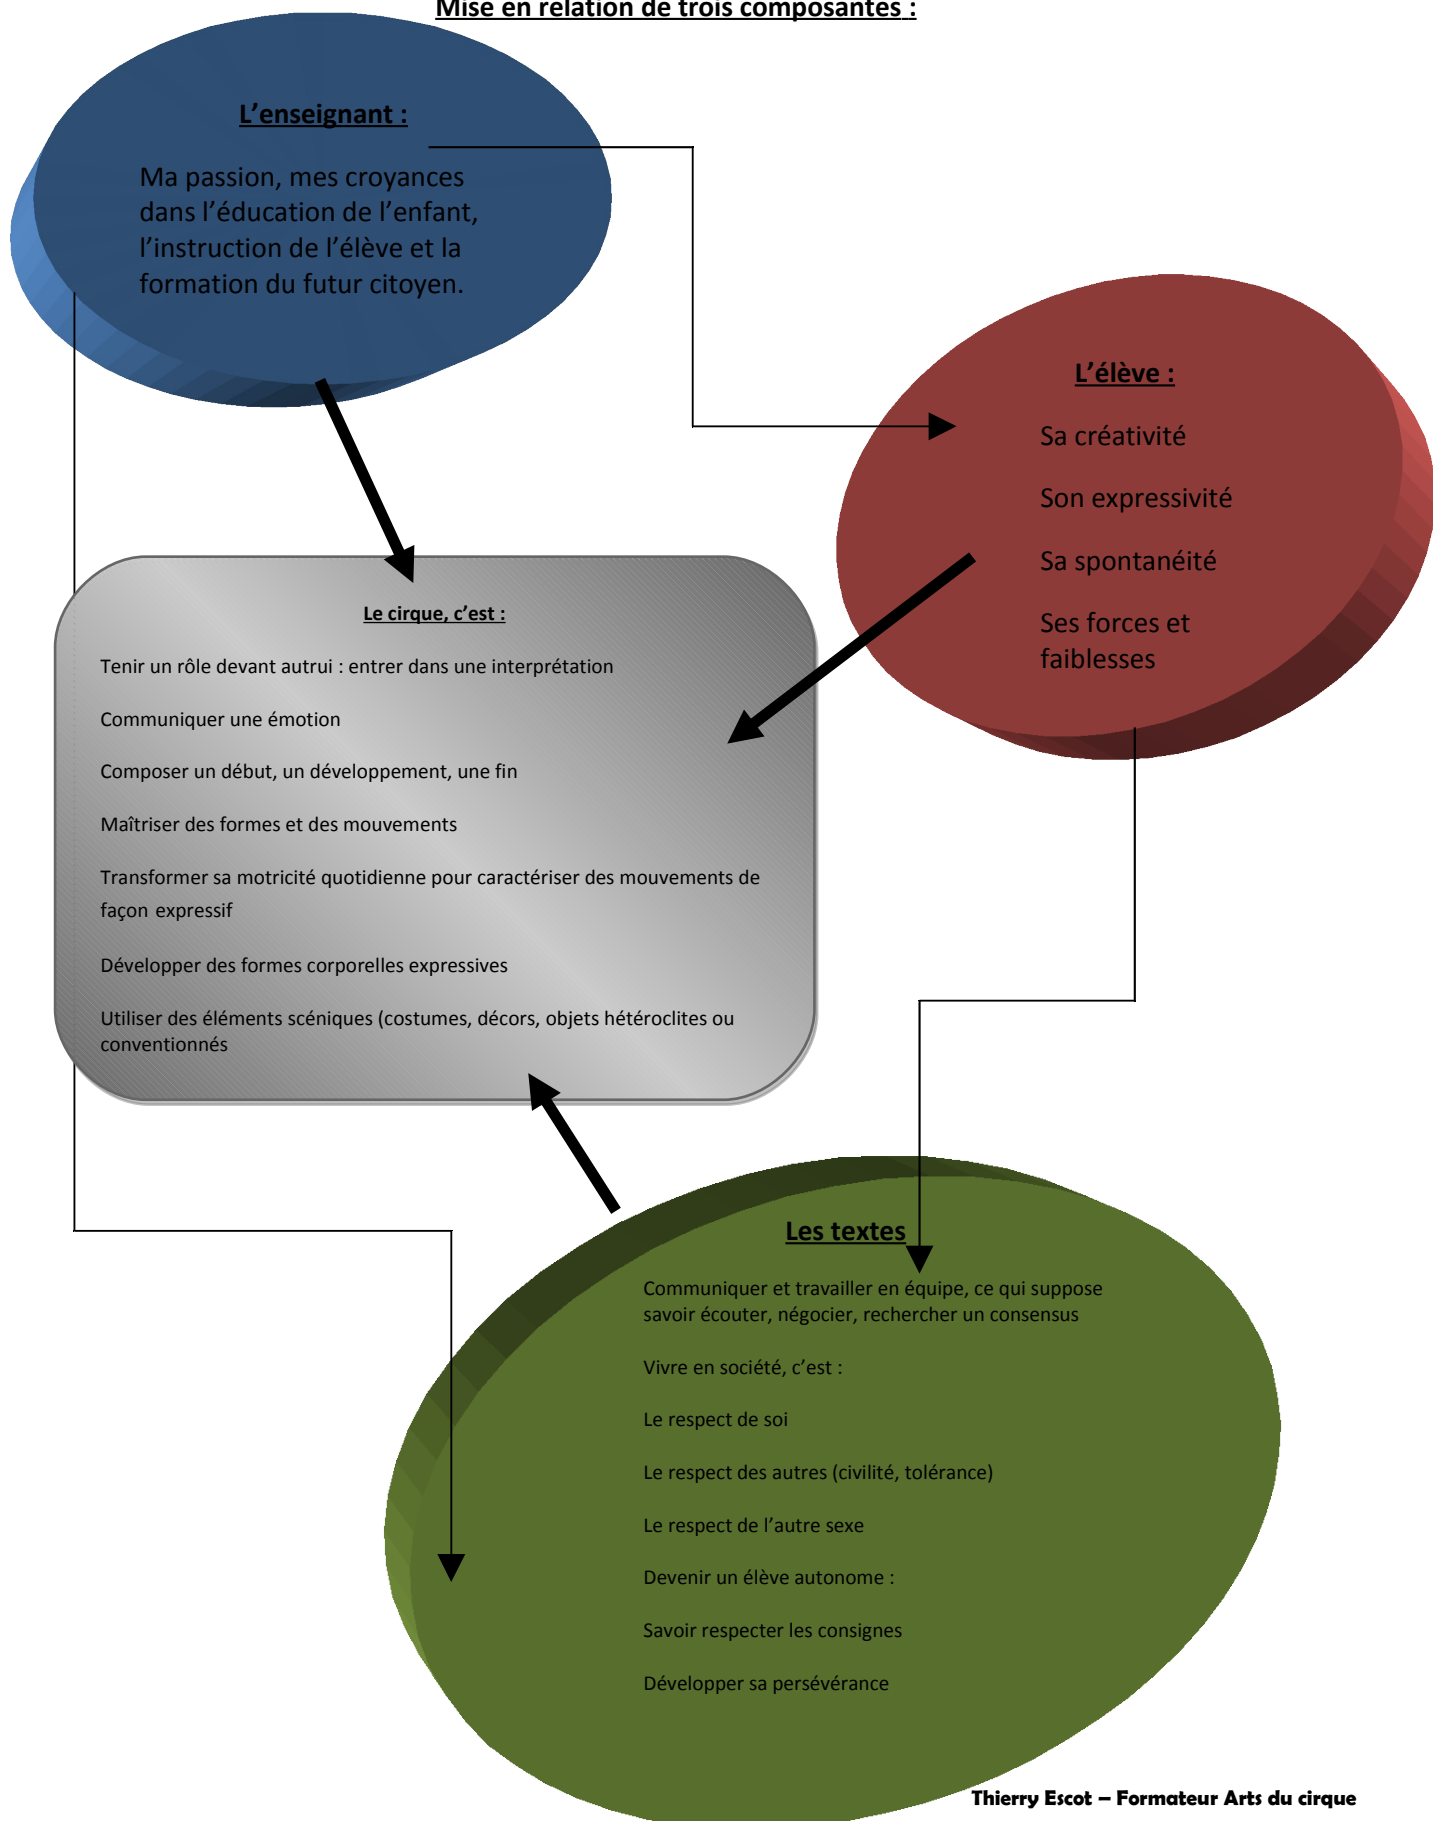 Mise en relation de trois composantes :
L’enseignant :
Ma passion, mes croyances
dans l’éducation de l’enfant,
l’instruction de l’élève et la
formation du futur citoyen.
L’élève :
Sa créativité
Son expressivité
Sa spontanéité
Ses forces et
faiblesses
Le cirque, c’est :
Tenir un rôle devant autrui : entrer dans une interprétation
Communiquer une émotion
Composer un début, un développement, une fin
Maîtriser des formes et des mouvements
Transformer sa motricité quotidienne pour caractériser des mouvements de
façon expressif
Développer des formes corporelles expressives
Utiliser des éléments scéniques (costumes, décors, objets hétéroclites ou
conventionnés
Les textes
Communiquer et travailler en équipe, ce qui suppose
savoir écouter, négocier, rechercher un consensus
Vivre en société, c’est :
Le respect de soi
Le respect des autres (civilité, tolérance)
Le respect de l’autre sexe
Devenir un élève autonome :
Savoir respecter les consignes
Développer sa persévérance
Thierry Escot – Formateur Arts du cirque